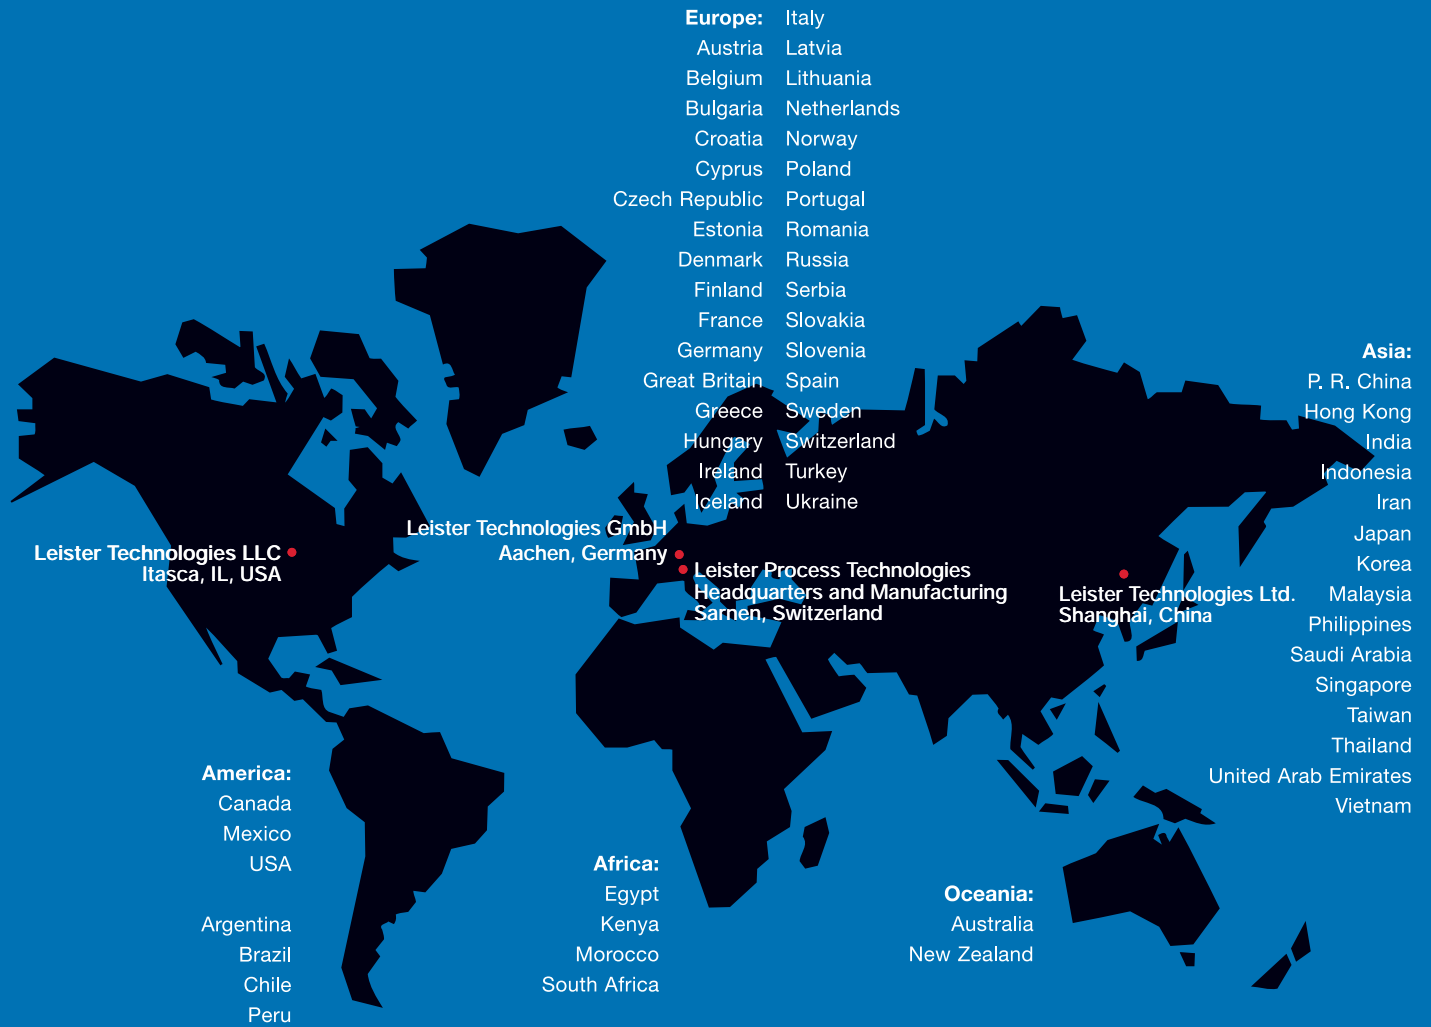 Europe:
Austria
Belgium
Bulgaria
Croatia
Cyprus
Czech Republic
Estonia
Denmark
Finland
France
Germany
Great Britain
Greece
Hungary
Ireland
Iceland
Italy
Latvia
Lithuania
Netherlands
Norway
Poland
Portugal
Romania
Russia
Serbia
Slovakia
Slovenia
Spain
Sweden
Switzerland
Turkey
Ukraine
Asia:
P. R. China
Hong Kong
India
Indonesia
Iran
Japan
Korea
Malaysia
Philippines
Saudi Arabia
Singapore
Taiwan
Thailand
United Arab Emirates
Vietnam
Leister Technologies LLC
Itasca, IL, USA
Leister Technologies GmbH
Aachen, Germany
Leister Process Technologies
Headquarters and Manufacturing
Sarnen, Switzerland
Leister Technologies Ltd.
Shanghai, China
America:
Canada
Mexico
USA
Argentina
Brazil
Chile
Peru
Africa:
Egypt
Kenya
Morocco
South Africa
Oceania:
Australia
New Zealand